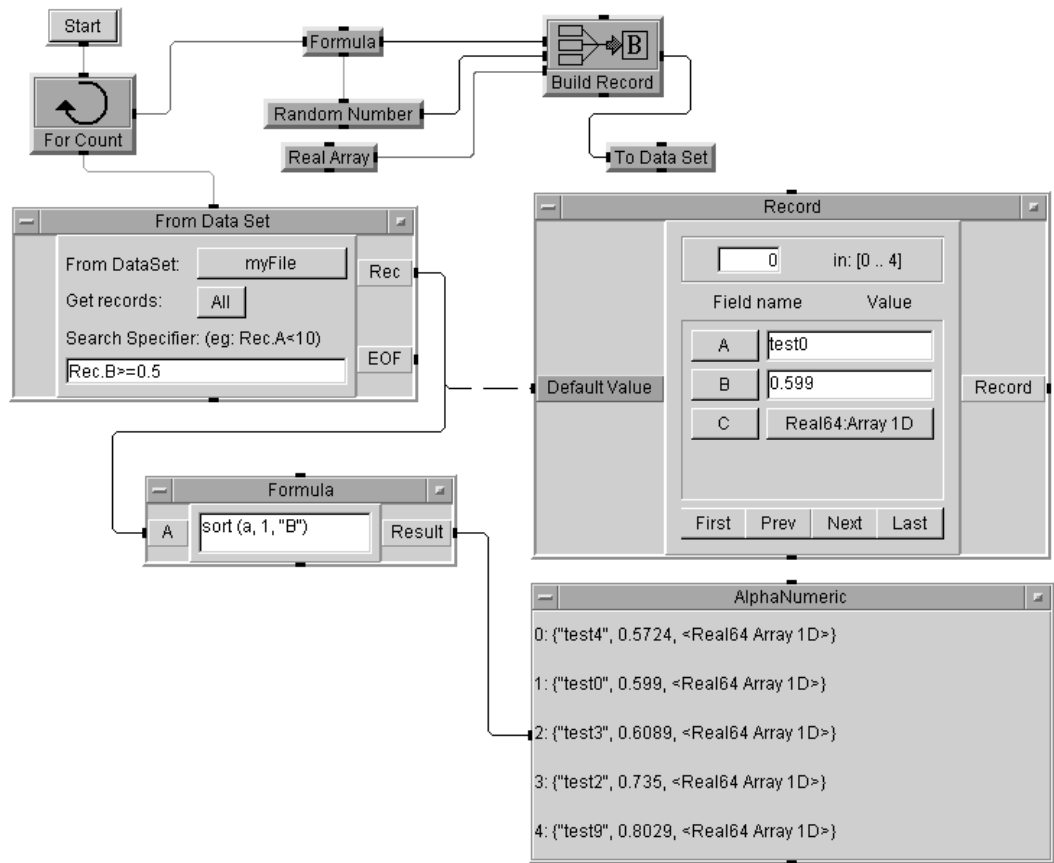 Start
Formula
B
Build Record
Random Number
For Count
Real Array
To Data Set
From Data Set
From DataSet: myFile
Get records: All
Search Specifier: (eg: Rec.A<10)
Rec.B>=0.5
Rec
EOF
Record
0 in: [0 .. 4]
Field name Value
A test0
B 0.599
C Real64:Array 1D
Default Value
Record
First Prev Next Last
Formula
A
sort (a, 1, "B")
Result
AlphaNumeric
0: {"test4", 0.5724, <Real64 Array 1D>}
1: {"test0", 0.599, <Real64 Array 1D>}
2: {"test3", 0.6089, <Real64 Array 1D>}
3: {"test2", 0.735, <Real64 Array 1D>}
4: {"test9", 0.8029, <Real64 Array 1D>}